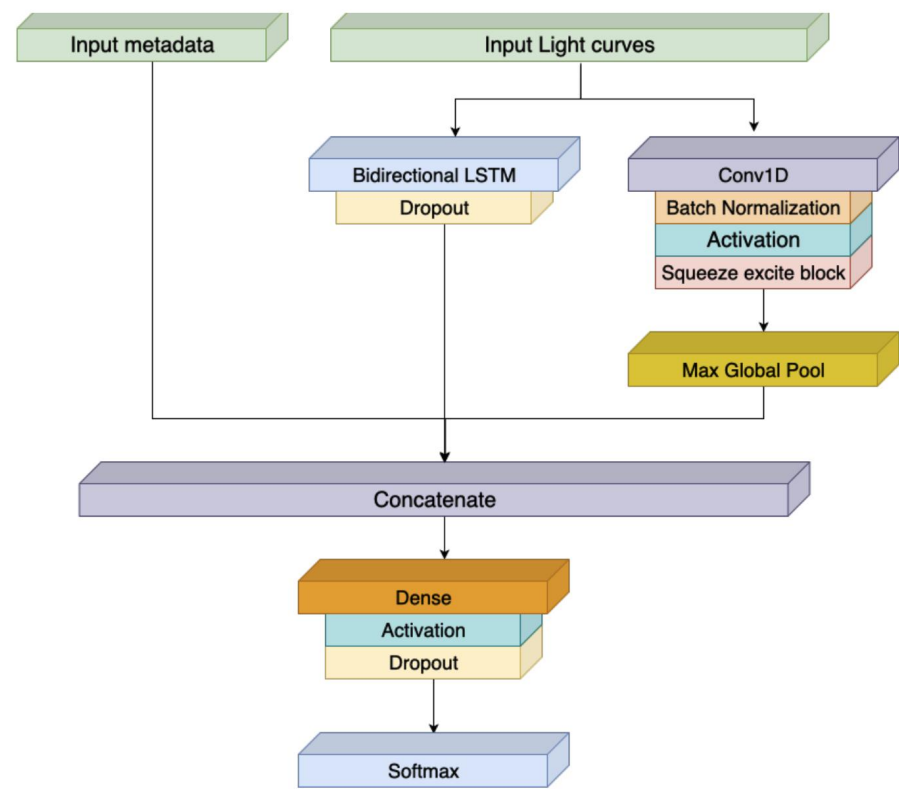 Input metadata
Input Light curves
Bidirectional LSTM
Dropout
Conv1D
Batch Normalization
Activation
Squeeze excite block
Max Global Pool
Concatenate
Dense
Activation
Dropout
Softmax